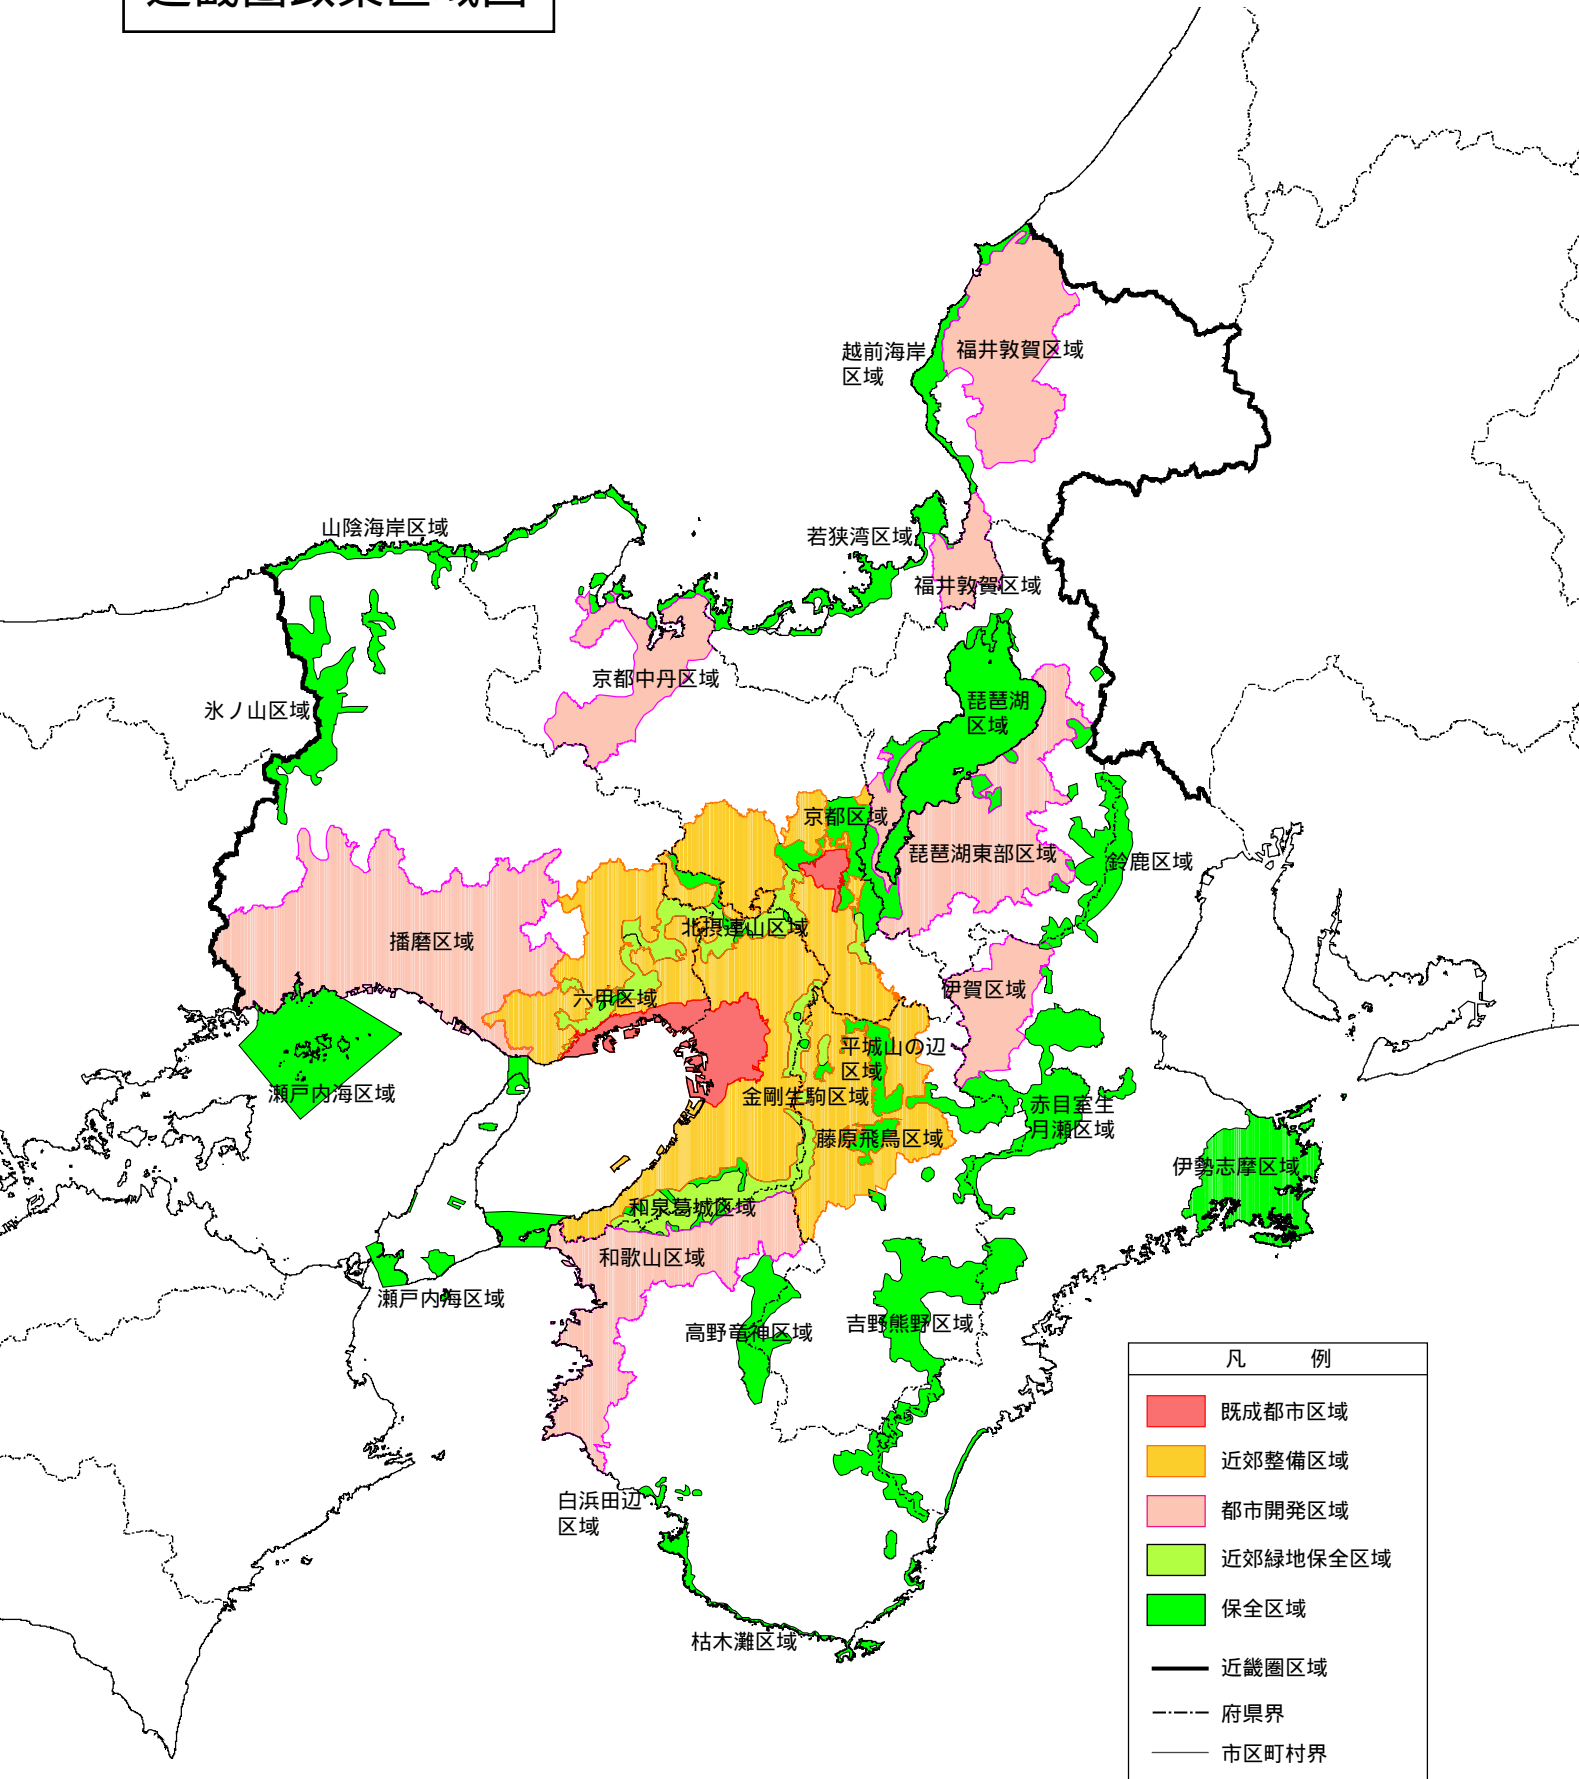 近畿圏政策区域図
越前海岸
区域
福井敦賀区域
山陰海岸区域
若狭湾区域
福井敦賀区域
京都中丹区域
氷ノ山区域
琵琶湖
区域
京都区域
琵琶湖東部区域
鈴鹿区域
北摂連山区域
播磨区域
六甲区域
伊賀区域
平城山の辺
区域
瀬戸内海区域
金剛生駒区域
赤目室生
月瀬区域
藤原飛鳥区域
伊勢志摩区域
和泉葛城区域
和歌山区域
瀬戸内海区域
高野竜神区域
吉野熊野区域
白浜田辺
区域
枯木灘区域
凡 例
既成都市区域
近郊整備区域
都市開発区域
近郊緑地保全区域
保全区域
近畿圏区域
府県界
市区町村界